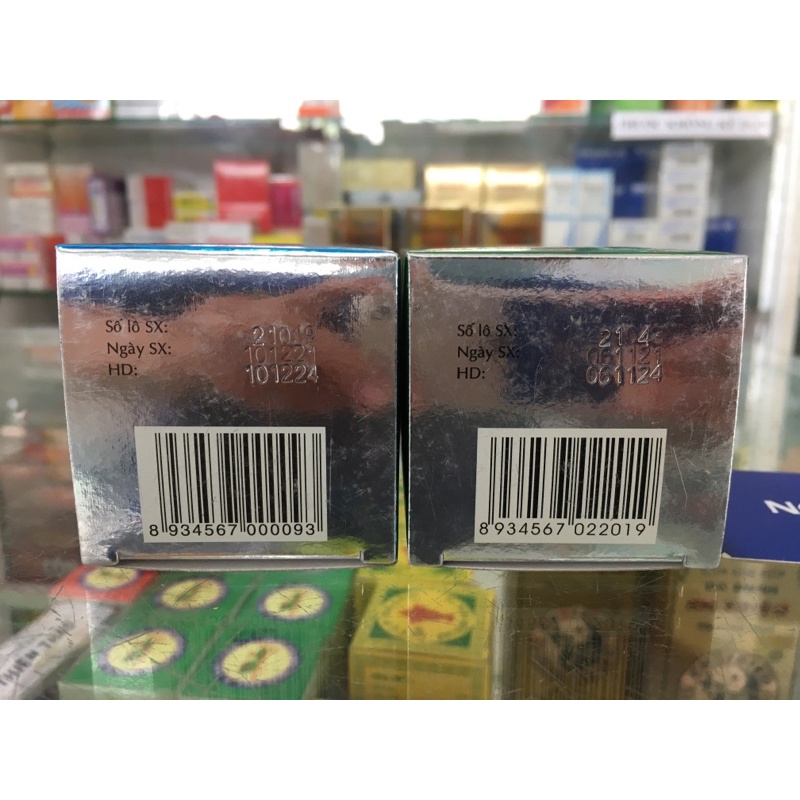 Số lô SX: 21049
Ngày SX: 101221
HD: 101224
8 934567 000093
Số lô SX:
Ngày SX: 061121
HD: 061124
8 934567 022019